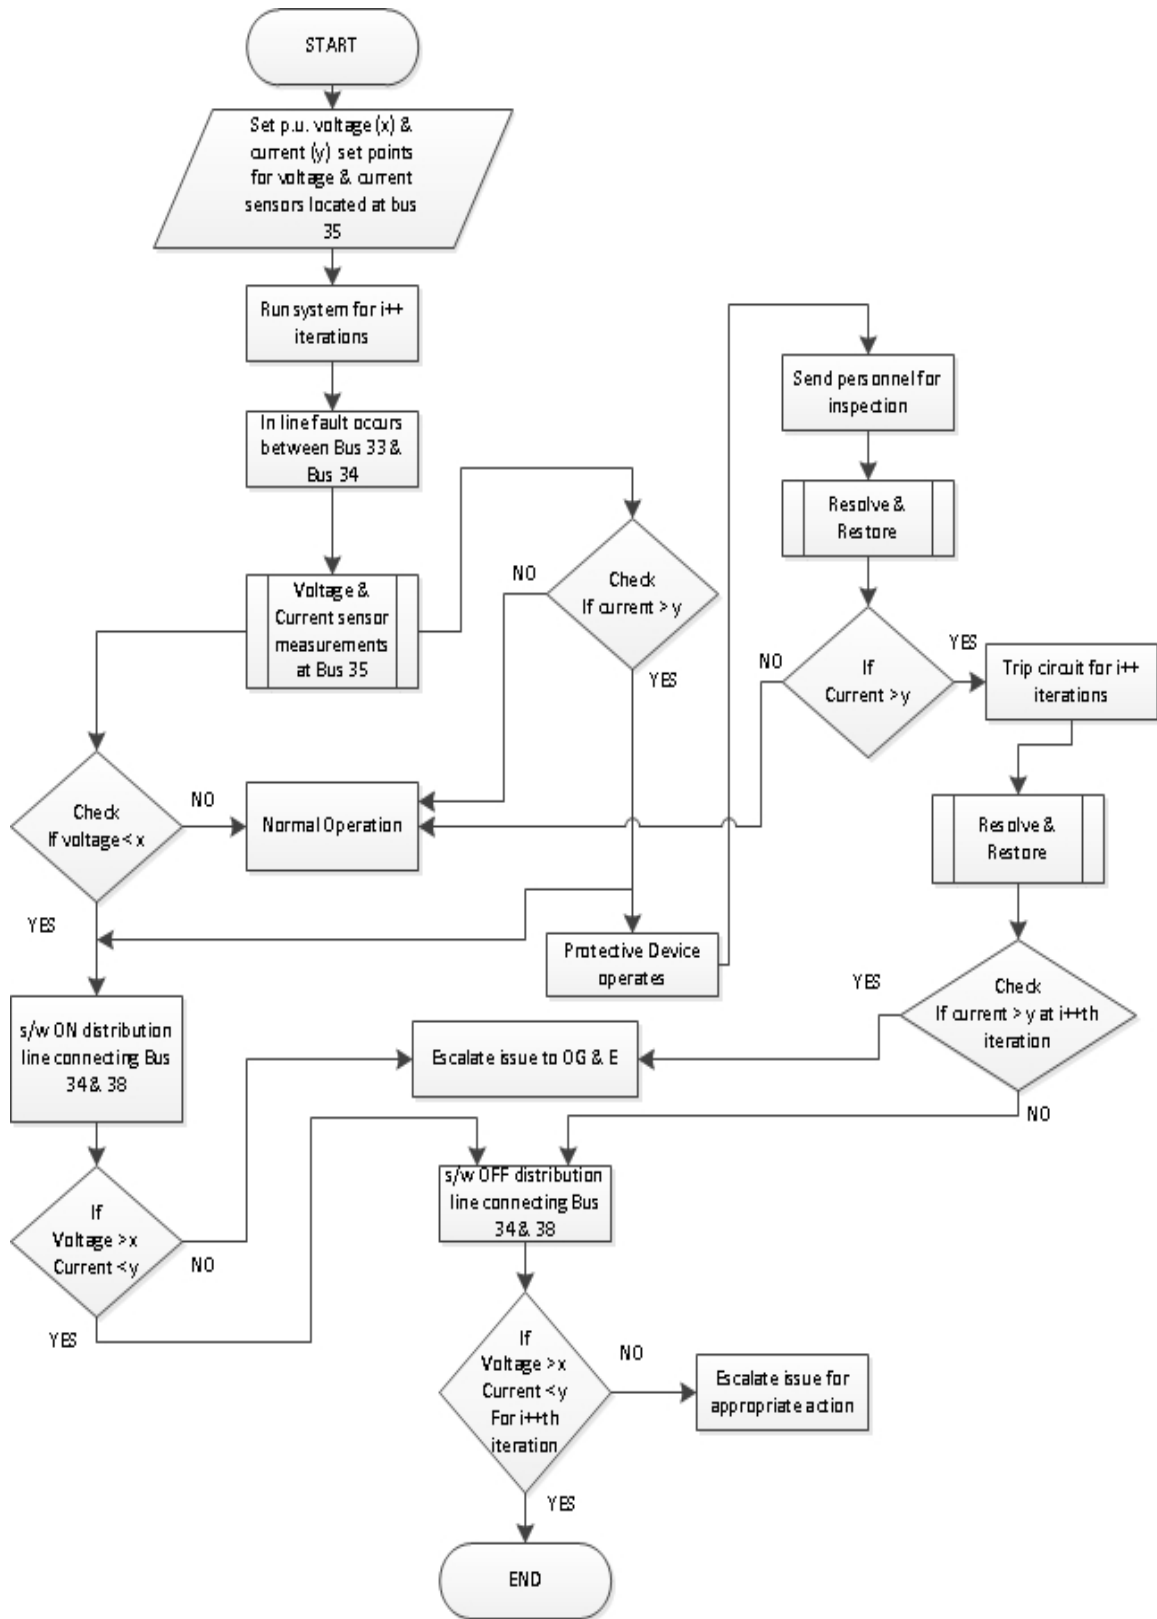 START
Set p.u. voltage (x) &
current (y) set points
for voltage & current
sensors located at bus
35
Run system for i++
iterations
In line fault occurs
between Bus 33 &
Bus 34
Voltage &
Current sensor
measurements
at Bus 35
Check
If current > y
NO
YES
Send personnel for
inspection
Resolve &
Restore
If
Current > y
NO
YES
Trip circuit for i++
iterations
Resolve &
Restore
Check
If current > y at i++th
iteration
YES
NO
Check
If voltage < x
NO
YES
Normal Operation
Protective Device
operates
s/w ON distribution
line connecting Bus
34 & 38
Escalate issue to OG & E
If
Voltage > x
Current < y
NO
YES
s/w OFF distribution
line connecting Bus
34 & 38
If
Voltage > x
Current < y
For i++th
iteration
NO
YES
Escalate issue for
appropriate action
END